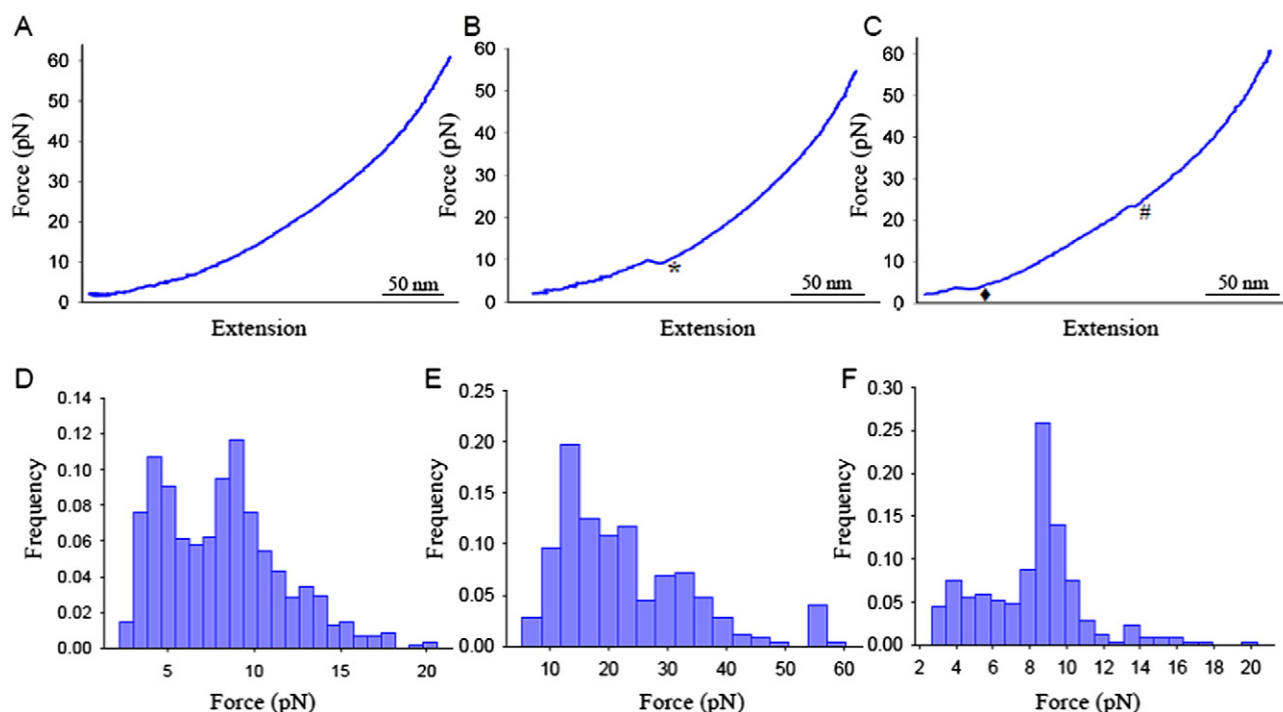 A
Force (pN)
60
50
40
30
20
10
0
50 nm
Extension
B
Force (pN)
60
50
40
30
20
10
0
*
50 nm
Extension
C
Force (pN)
60
50
40
30
20
10
0
♦
#
50 nm
Extension
D
Frequency
0.14
0.12
0.10
0.08
0.06
0.04
0.02
0.00
5 10 15 20
Force (pN)
E
Frequency
0.25
0.20
0.15
0.10
0.05
0.00
10 20 30 40 50 60
Force (pN)
F
Frequency
0.30
0.25
0.20
0.15
0.10
0.05
0.00
2 4 6 8 10 12 14 16 18 20
Force (pN)